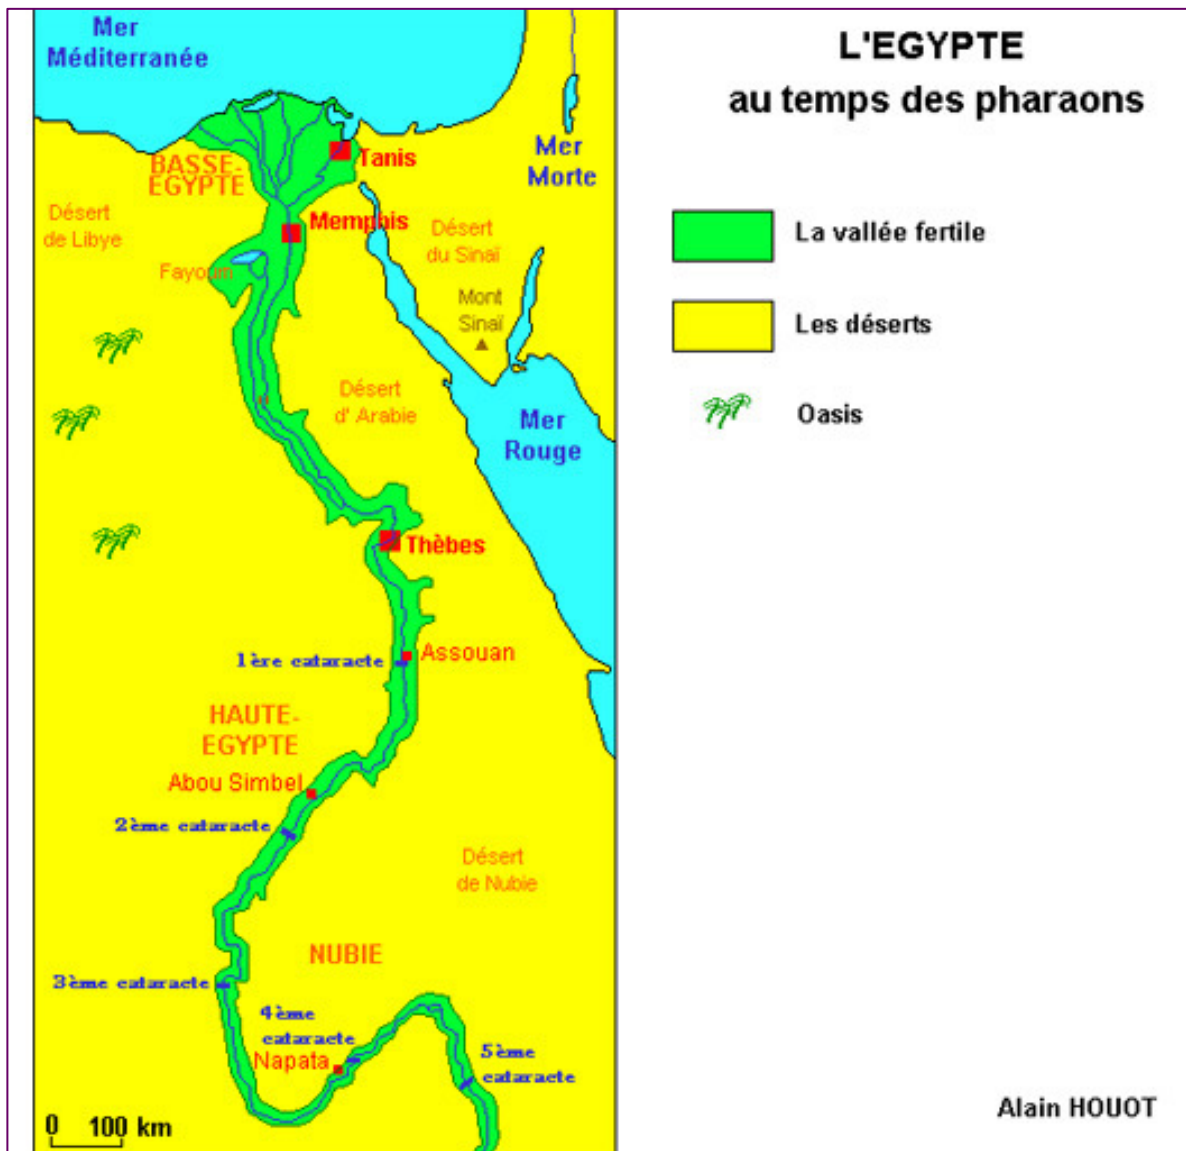 L'EGYPTE
au temps des pharaons
Mer
Méditerranée
Mer
Morte
Tanis
BASSE-
EGYPTE
Désert
de Libye
Memphis
Désert
du Sinaï
Fayoum
Mont
Sinaï
Désert
d' Arabie
Mer
Rouge
Thèbes
1ère cataracte
Assouan
HAUTE-
EGYPTE
Abou Simbel
2ème cataracte
Désert
de Nubie
NUBIE
3ème cataracte
4ème
cataracte
Napata
5ème
cataracte
0 100 km
La vallée fertile
Les déserts
Oasis
Alain HOUOT